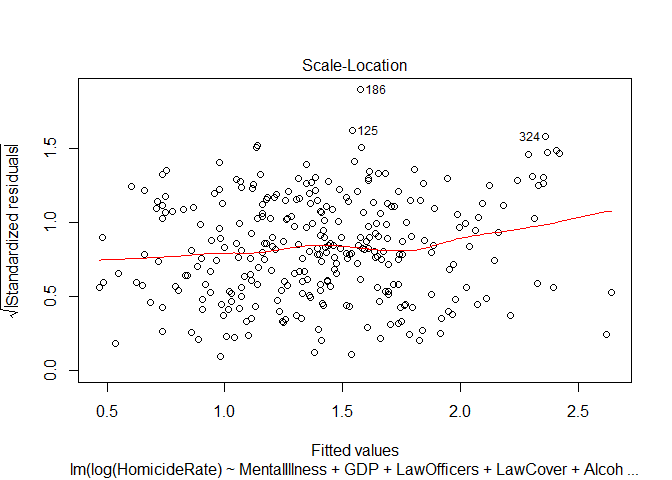 Scale-Location
√|Standardized residuals|
186
125
324
1.5
1.0
0.5
0.0
0.5 1.0 1.5 2.0 2.5
Fitted values
lm(log(HomicideRate) ~ MentalIllness + GDP + LawOfficers + LawCover + Alcoh ...